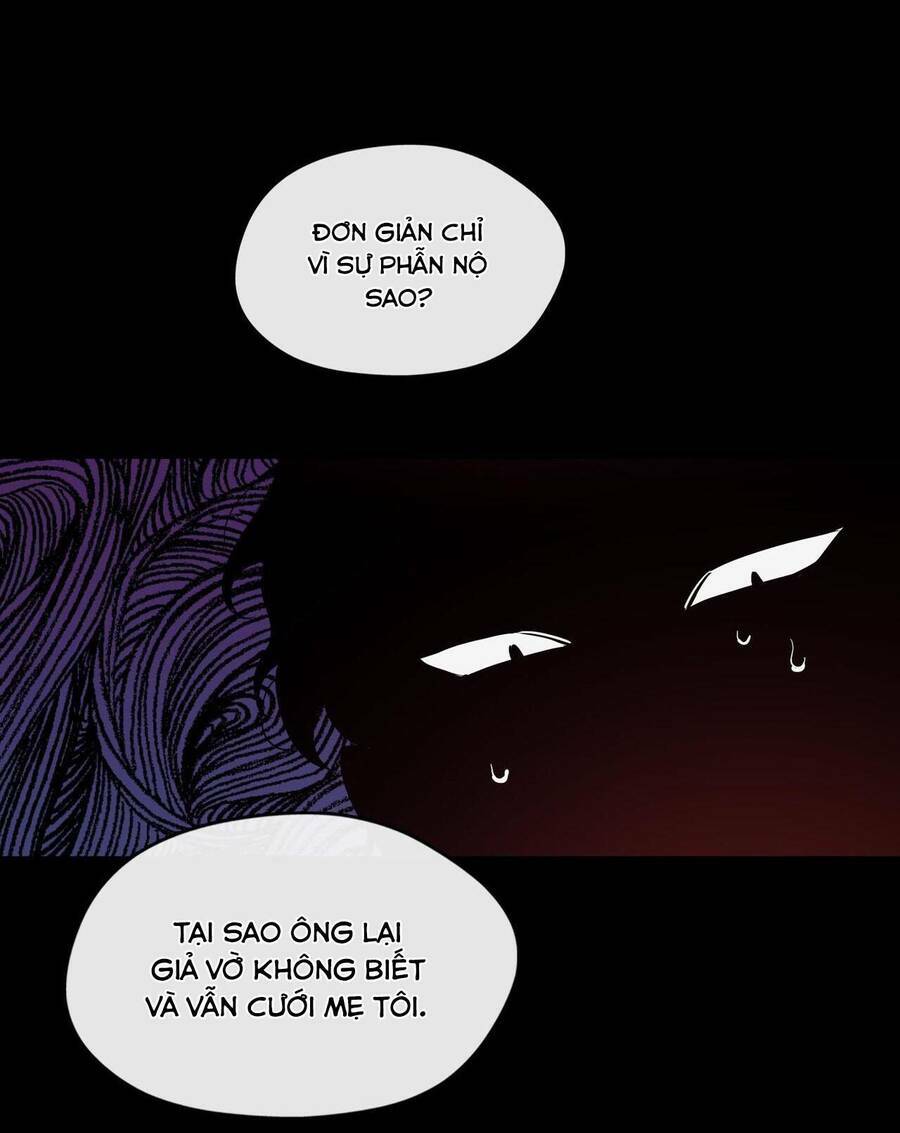 ĐƠN GIẢN CHỈ
VÌ SỰ PHẪN NỘ
SAO?
TẠI SAO ÔNG LẠI
GIẢ VỜ KHÔNG BIẾT
VÀ VẪN CƯỚI MẸ TÔI.